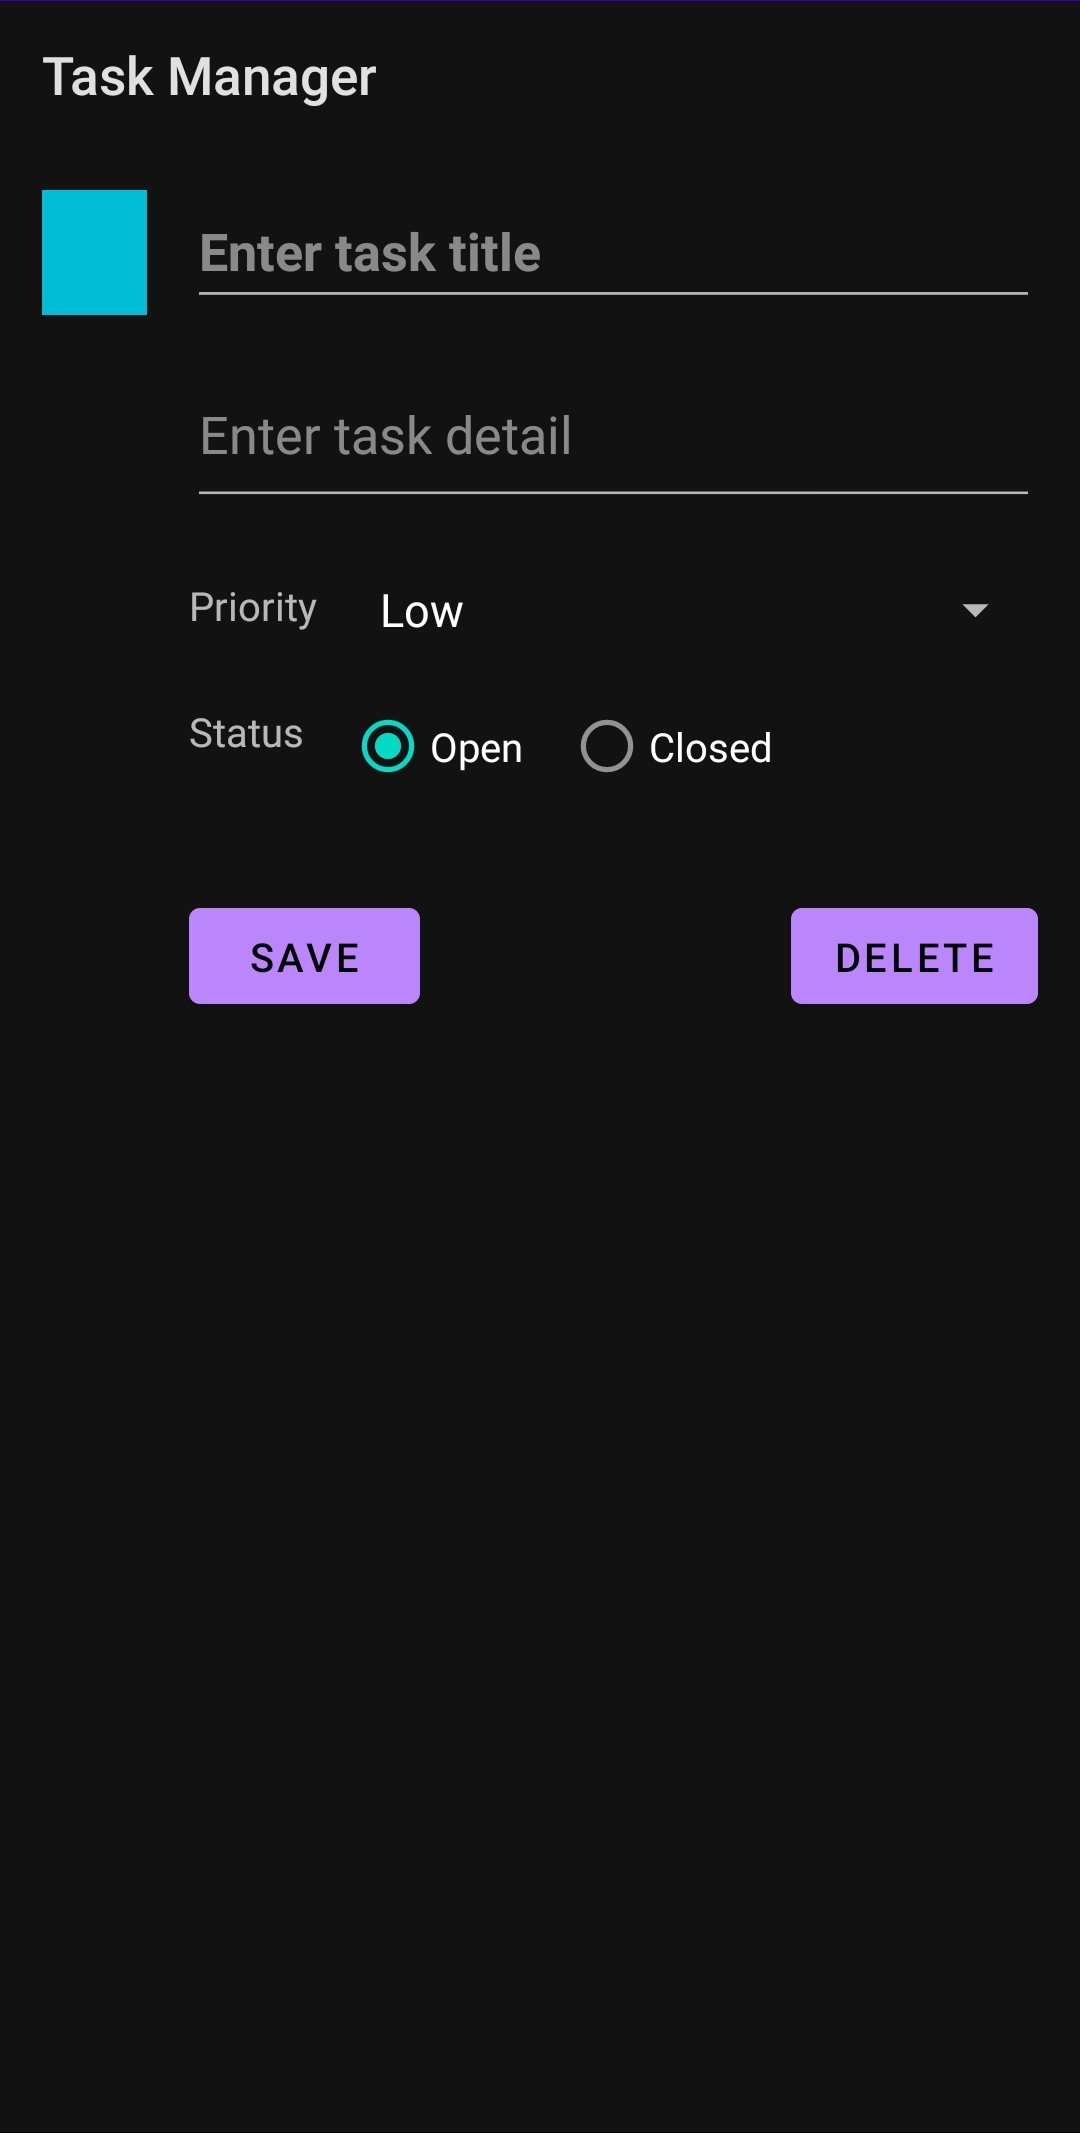 Task Manager
Enter task title
Enter task detail
Priority Low
Status Open Closed
SAVE DELETE